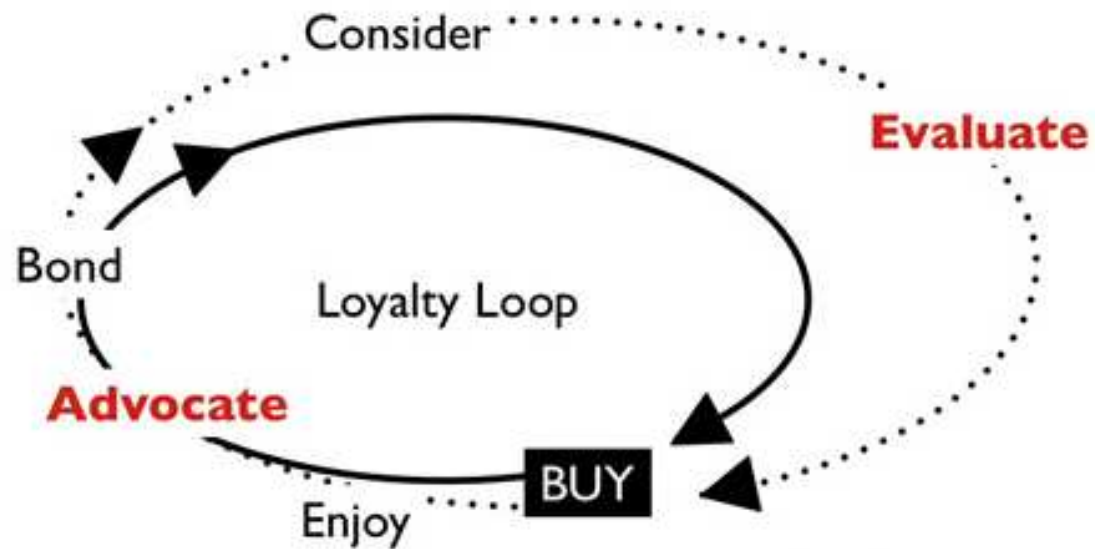 Consider
Evaluate
Bond
Loyalty Loop
Advocate
BUY
Enjoy